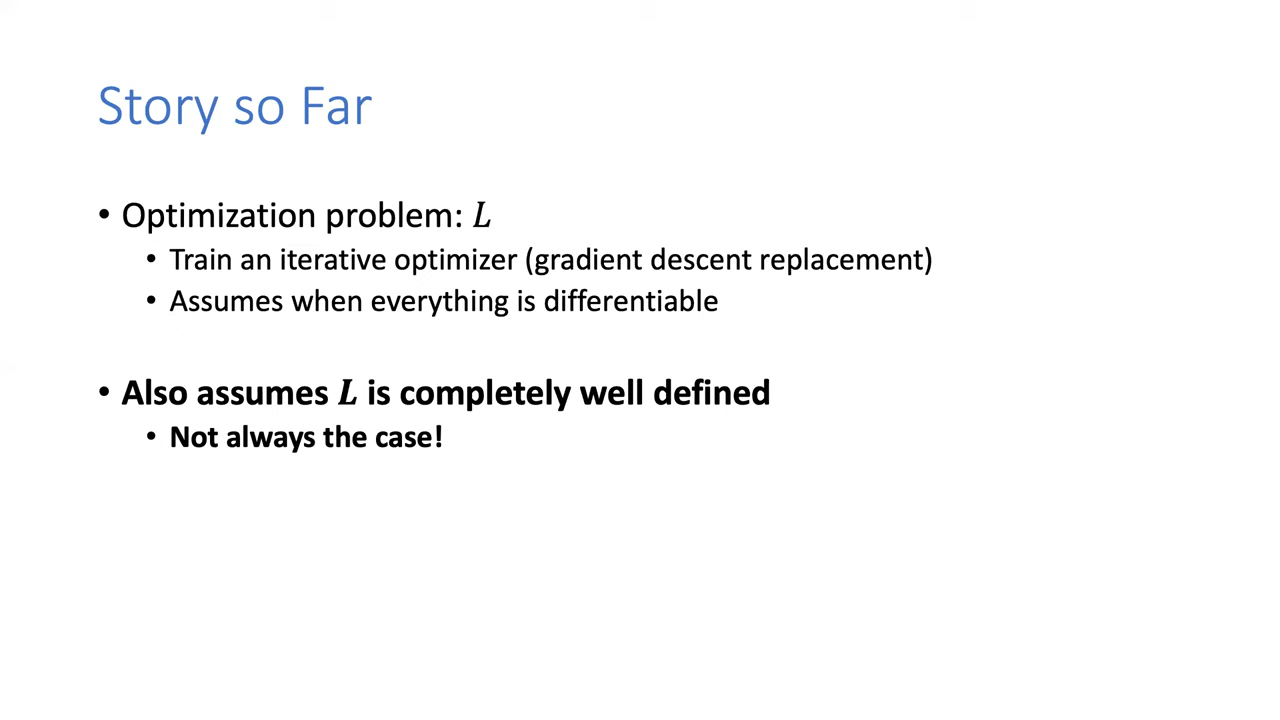 Story so Far
• Optimization problem: L
• Train an iterative optimizer (gradient descent replacement)
• Assumes when everything is differentiable
• Also assumes L is completely well defined
• Not always the case!